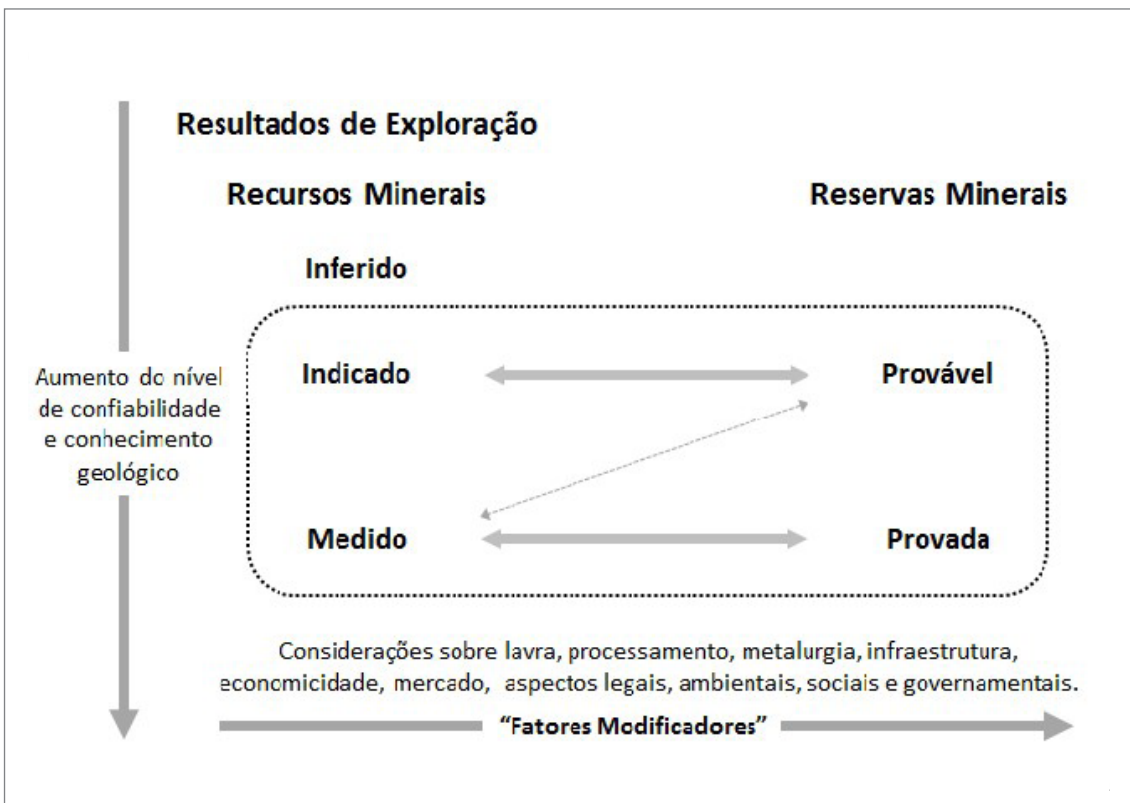 Resultados de Exploração
Recursos Minerais
Reservas Minerais
Inferido
Indicado
Provável
Aumento do nível
de confiabilidade
e conhecimento
geológico
Medido
Provada
Considerações sobre lavra, processamento, metalurgia, infraestrutura,
economicidade, mercado, aspectos legais, ambientais, sociais e governamentais.
“Fatores Modificadores”